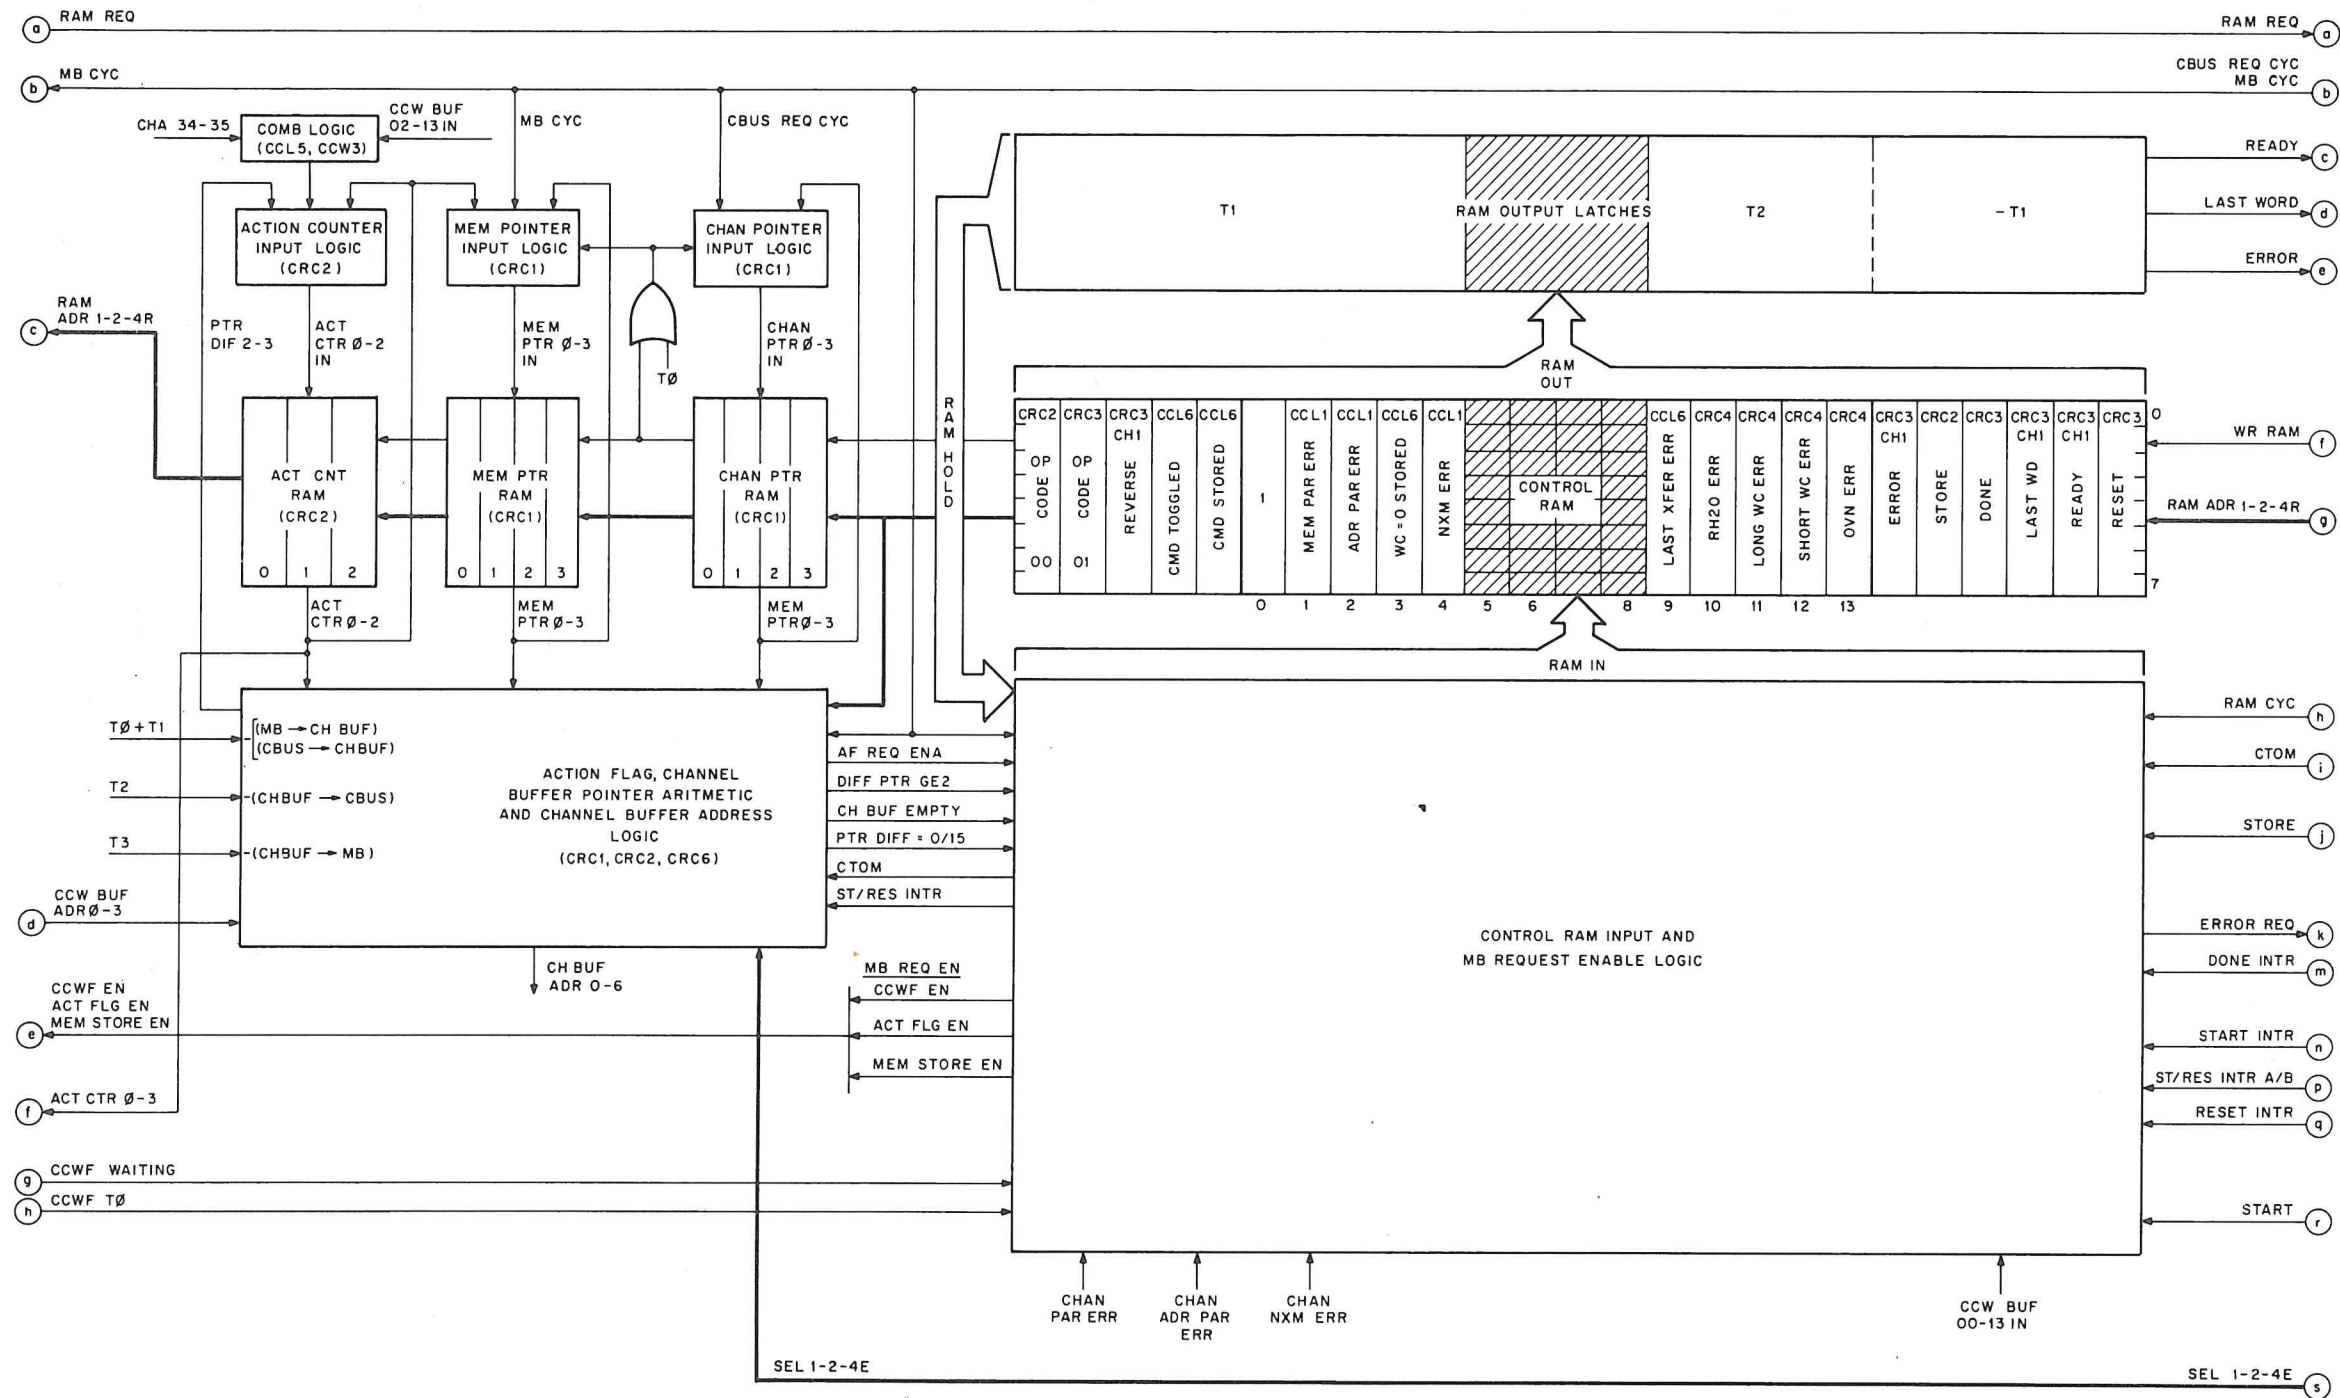 RAM REQ
a
RAM REQ
a
MB CYC
b
CBUS REQ CYC
MB CYC
b
CHA 34-35
COMB LOGIC
(CCL5, CCW3)
CCW BUF
02-13 IN
MB CYC
CBUS REQ CYC
ACTION COUNTER
INPUT LOGIC
(CRC2)
MEM POINTER
INPUT LOGIC
(CRC1)
CHAN POINTER
INPUT LOGIC
(CRC1)
T1
RAM OUTPUT LATCHES
T2
-T1
READY
c
LAST WORD
d
ERROR
e
RAM
ADR 1-2-4R
c
PTR
DIF 2-3
ACT
CTR Ø-2
IN
MEM
PTR Ø-3
IN
TØ
CHAN
PTR Ø-3
IN
RAM HOLD
RAM
OUT
ACT CNT
RAM
(CRC2)
0 1 2
MEM PTR
RAM
(CRC1)
0 1 2 3
CHAN PTR
RAM
(CRC1)
0 1 2 3
CRC2
OP
CODE
00
CRC3
OP
CODE
01
CRC3
CH1
REVERSE
CCL6
CMD TOGGLED
CCL6
CMD STORED
1
CCL1
MEM PAR ERR
CCL1
ADR PAR ERR
CCL6
WC = 0 STORED
CCL1
NXM ERR
CONTROL
RAM
CCL6
LAST XFER ERR
CRC4
RH20 ERR
CRC4
LONG WC ERR
CRC4
SHORT WC ERR
CRC4
OVN ERR
CRC3
CH1
ERROR
CRC2
STORE
CRC3
DONE
CRC3
CH1
LAST WD
CRC3
CH1
READY
CRC3
RESET
0
7
0 1 2 3 4 5 6 8 9 10 11 12 13
WR RAM
f
RAM ADR 1-2-4R
g
ACT
CTR Ø-2
MEM
PTR Ø-3
MEM
PTR Ø-3
RAM IN
TØ+T1
(MB → CH BUF)
(CBUS → CHBUF)
T2
-(CHBUF → CBUS)
T3
-(CHBUF → MB)
ACTION FLAG, CHANNEL
BUFFER POINTER ARITMETIC
AND CHANNEL BUFFER ADDRESS
LOGIC
(CRC1, CRC2, CRC6)
CCW BUF
ADR Ø-3
d
AF REQ ENA
DIFF PTR GE2
CH BUF EMPTY
PTR DIFF = 0/15
CTOM
ST/RES INTR
CH BUF
ADR 0-6
MB REQ EN
CCWF EN
ACT FLG EN
MEM STORE EN
CCWF EN
ACT FLG EN
MEM STORE EN
e
ACT CTR Ø-3
f
CCWF WAITING
g
CCWF TØ
h
CONTROL RAM INPUT AND
MB REQUEST ENABLE LOGIC
RAM CYC
h
CTOM
i
STORE
j
ERROR REQ
k
DONE INTR
m
START INTR
n
ST/RES INTR A/B
p
RESET INTR
q
START
r
CHAN
PAR ERR
CHAN
ADR PAR
ERR
CHAN
NXM ERR
CCW BUF
00-13 IN
SEL 1-2-4E
SEL 1-2-4E
s